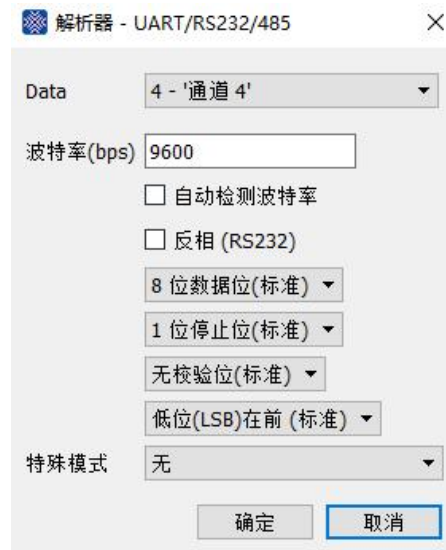 解析器 - UART/RS232/485
Data 4 - '通道 4'
波特率(bps) 9600
自动检测波特率
反相 (RS232)
8 位数据位(标准)
1 位停止位(标准)
无校验位(标准)
低位(LSB)在前 (标准)
特殊模式 无
确定 取消